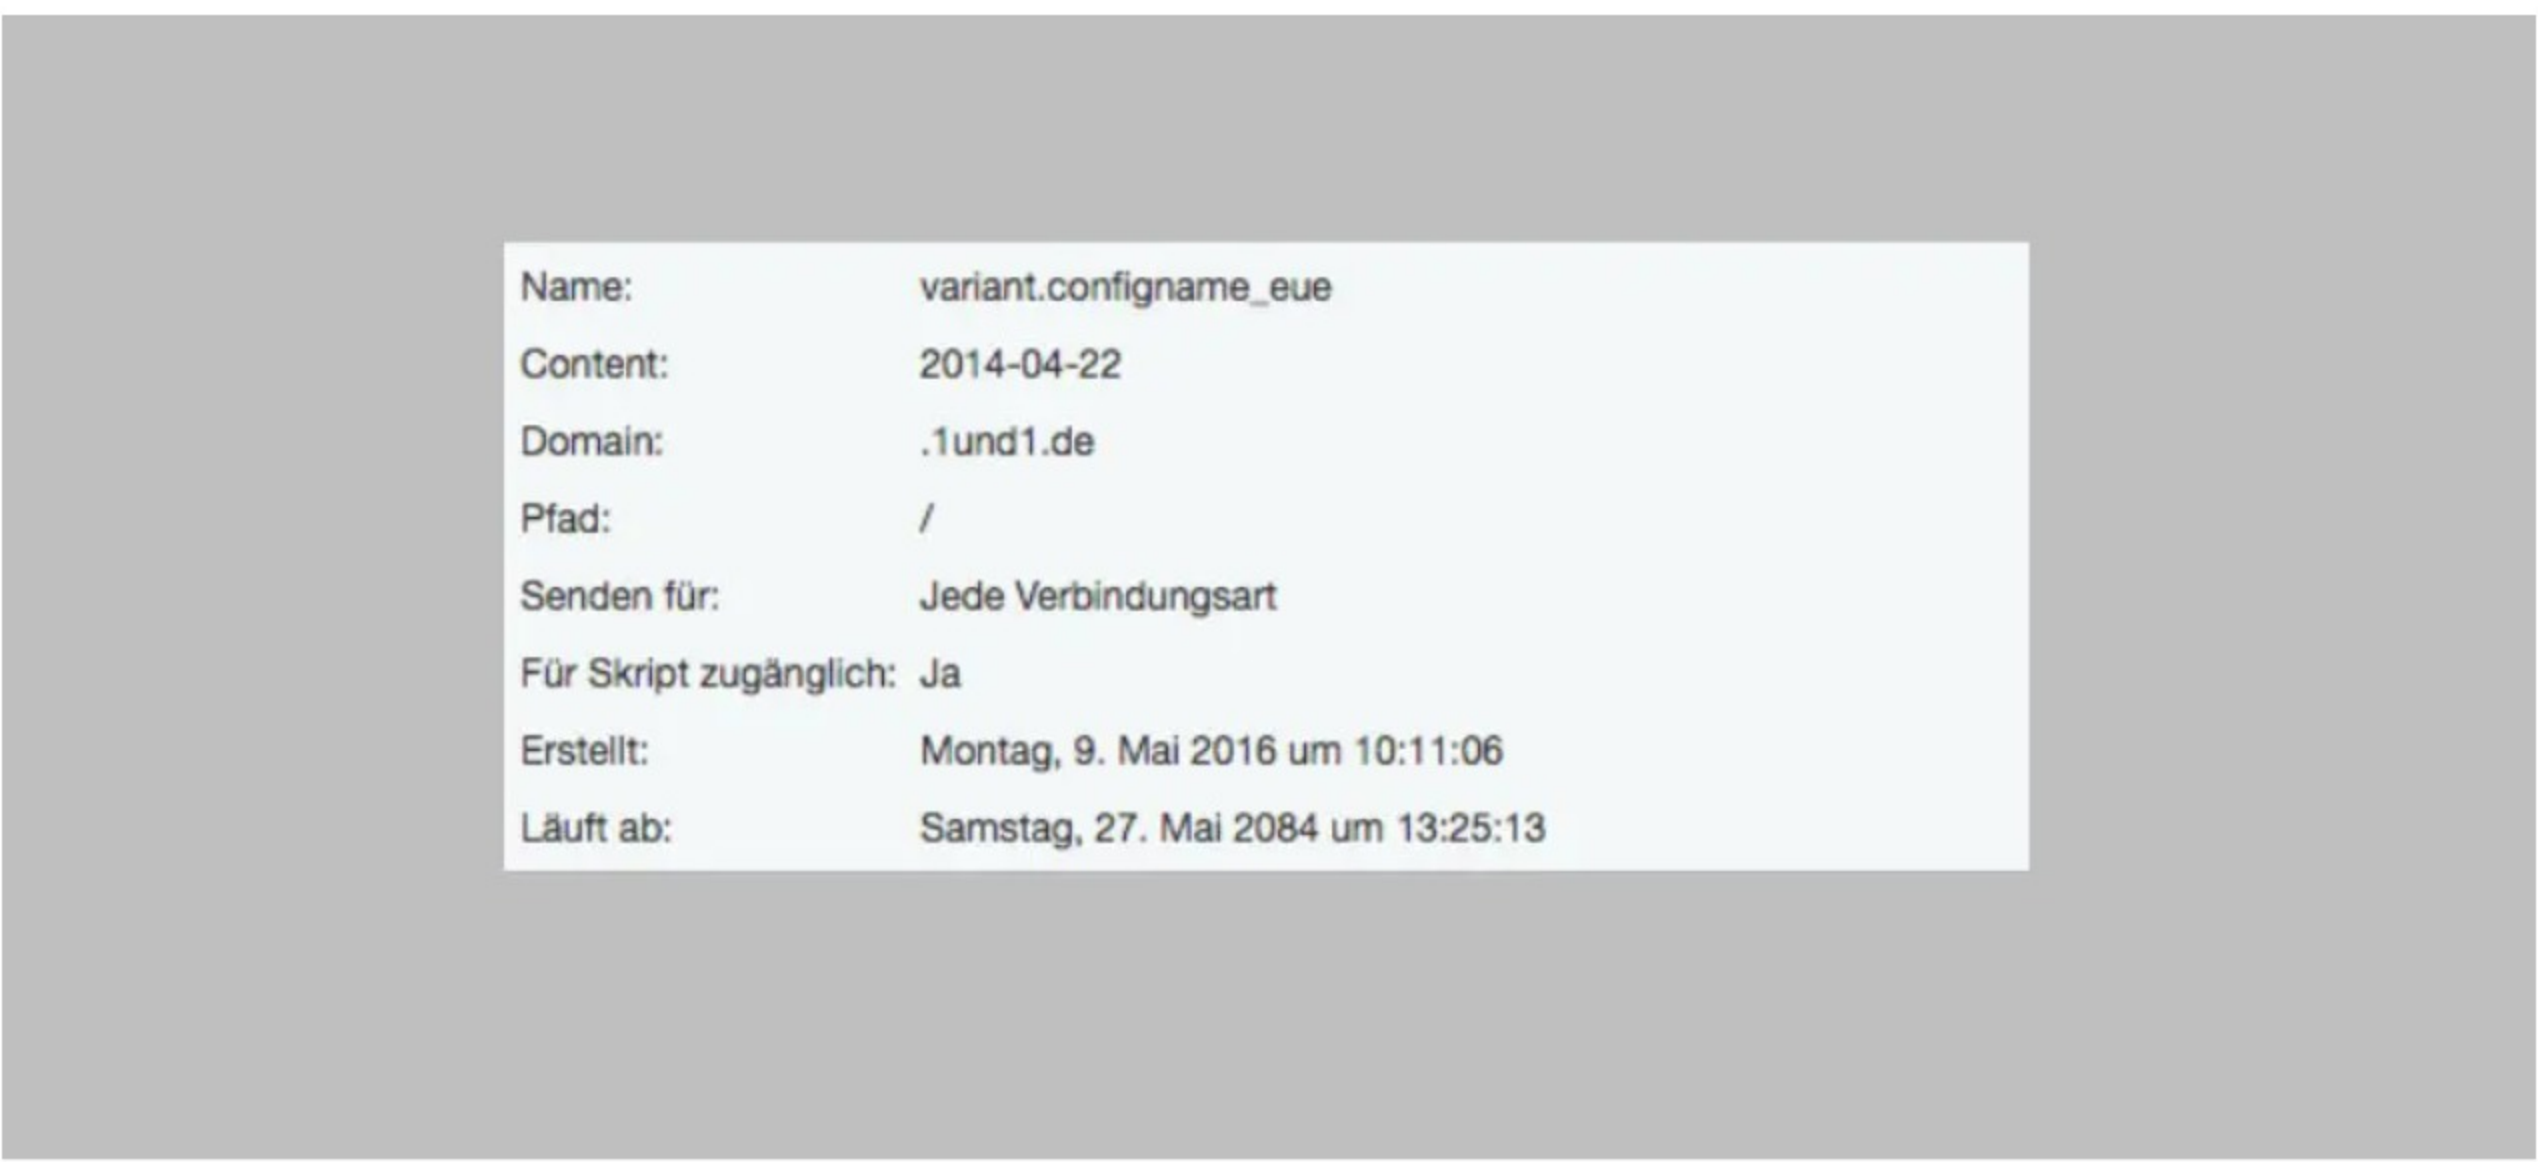 Name: variant.configname_eue
Content: 2014-04-22
Domain: .1und1.de
Pfad: /
Senden für: Jede Verbindungsart
Für Skript zugänglich: Ja
Erstellt: Montag, 9. Mai 2016 um 10:11:06
Läuft ab: Samstag, 27. Mai 2084 um 13:25:13